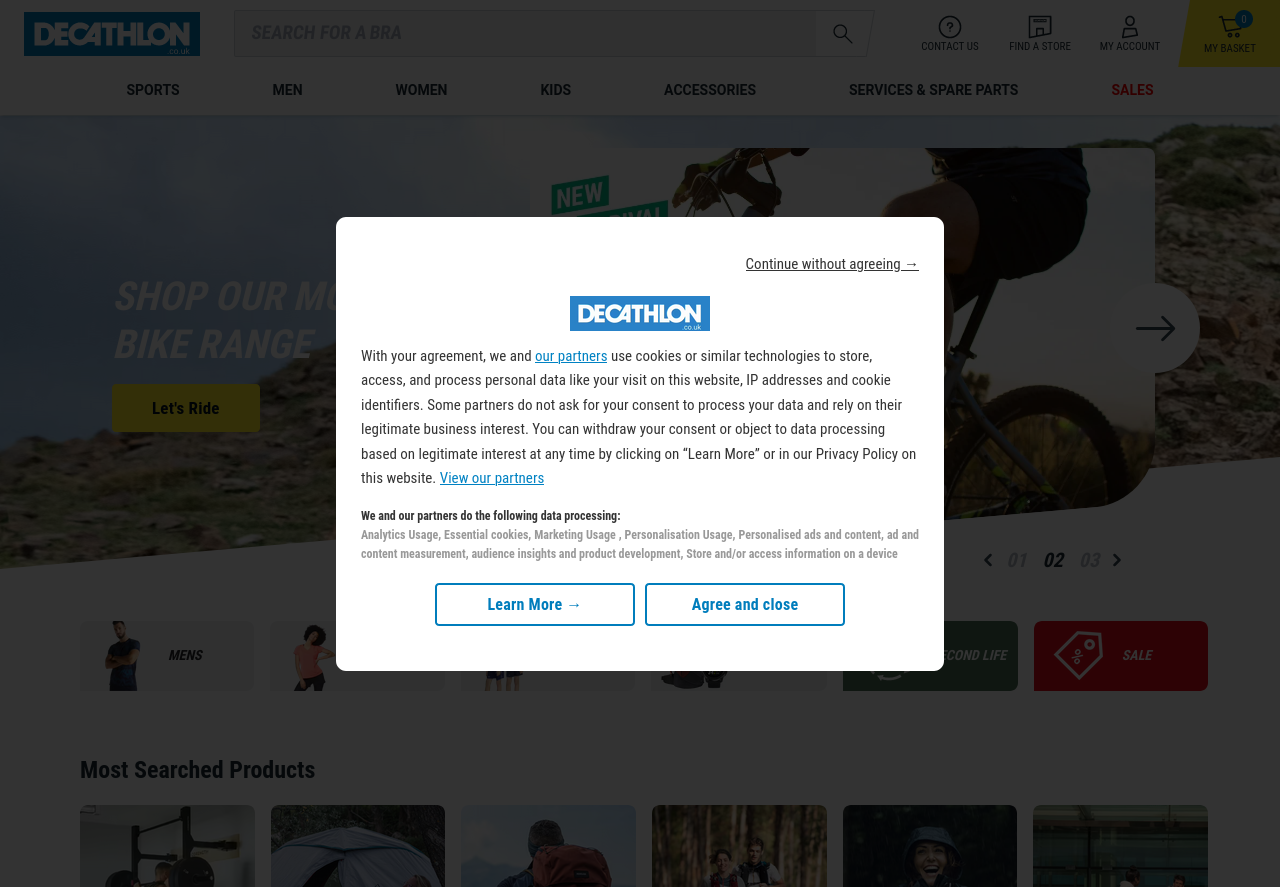 DECATHLON
co.uk
SEARCH FOR A BRA
CONTACT US
FIND A STORE
MY ACCOUNT
0
MY BASKET
SPORTS
MEN
WOMEN
KIDS
ACCESSORIES
SERVICES & SPARE PARTS
SALES
NEW
SHOP OUR MO
BIKE RANGE
Let's Ride
Continue without agreeing →
DECATHLON
.co.uk
With your agreement, we and our partners use cookies or similar technologies to store,
access, and process personal data like your visit on this website, IP addresses and cookie
identifiers. Some partners do not ask for your consent to process your data and rely on their
legitimate business interest. You can withdraw your consent or object to data processing
based on legitimate interest at any time by clicking on “Learn More” or in our Privacy Policy on
this website. View our partners
We and our partners do the following data processing:
Analytics Usage, Essential cookies, Marketing Usage , Personalisation Usage, Personalised ads and content, ad and
content measurement, audience insights and product development, Store and/or access information on a device
Learn More →
Agree and close
01
02
03
MENS
ECOND LIFE
SALE
Most Searched Products